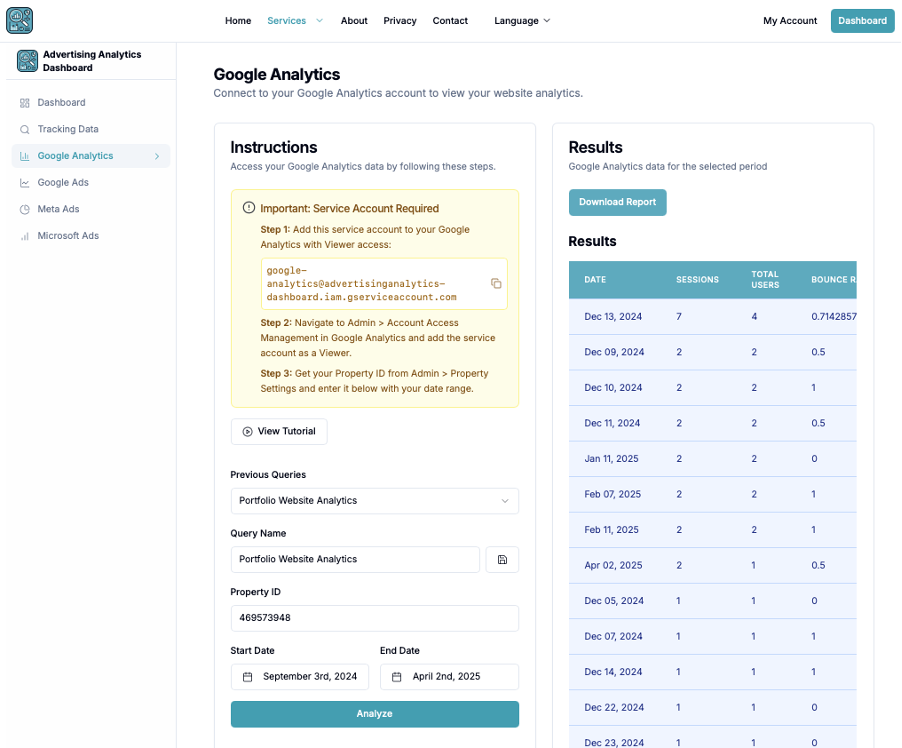 Home Services About Privacy Contact Language My Account Dashboard
Advertising Analytics
Dashboard
Dashboard
Tracking Data
Google Analytics
Google Ads
Meta Ads
Microsoft Ads
Google Analytics
Connect to your Google Analytics account to view your website analytics.
Instructions
Access your Google Analytics data by following these steps.
Important: Service Account Required
Step 1: Add this service account to your Google
Analytics with Viewer access:
google-
analytics@advertisinganalytics-
dashboard.iam.gserviceaccount.com
Step 2: Navigate to Admin > Account Access
Management in Google Analytics and add the service
account as a Viewer.
Step 3: Get your Property ID from Admin > Property
Settings and enter it below with your date range.
View Tutorial
Previous Queries
Portfolio Website Analytics
Query Name
Portfolio Website Analytics
Property ID
469573948
Start Date End Date
September 3rd, 2024 April 2nd, 2025
Analyze
Results
Google Analytics data for the selected period
Download Report
Results
DATE SESSIONS TOTAL USERS BOUNCE R
Dec 13, 2024 7 4 0.7142857
Dec 09, 2024 2 2 0.5
Dec 10, 2024 2 2 1
Dec 11, 2024 2 2 0.5
Jan 11, 2025 2 2 0
Feb 07, 2025 2 2 1
Feb 11, 2025 2 2 1
Apr 02, 2025 2 1 0.5
Dec 05, 2024 1 1 0
Dec 07, 2024 1 1 1
Dec 14, 2024 1 1 1
Dec 22, 2024 1 1 0
Dec 23, 2024 1 1 0